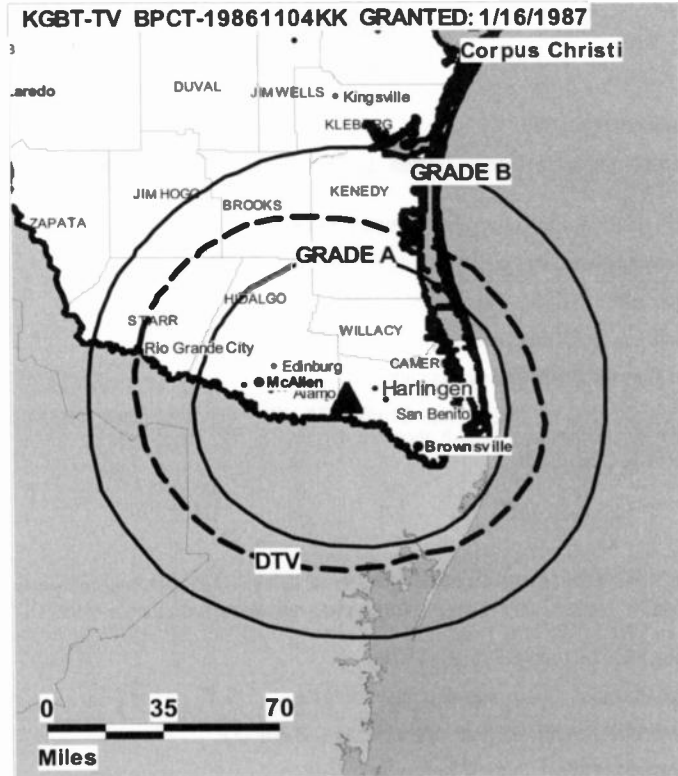 KGBT-TV BPCT-19861104KK GRANTED: 1/16/1987
Corpus Christi
DUVAL
JIM WELLS
Kingsville
KLEBERG
GRADE B
JIM HOGG
BROOKS
KENEDY
ZAPATA
GRADE A
HIDALGO
STARR
WILLACY
Rio Grande City
Edinburg
CAMER
McAllen
Alamo
Harlingen
San Benito
Brownsville
DTV
0 35 70
Miles